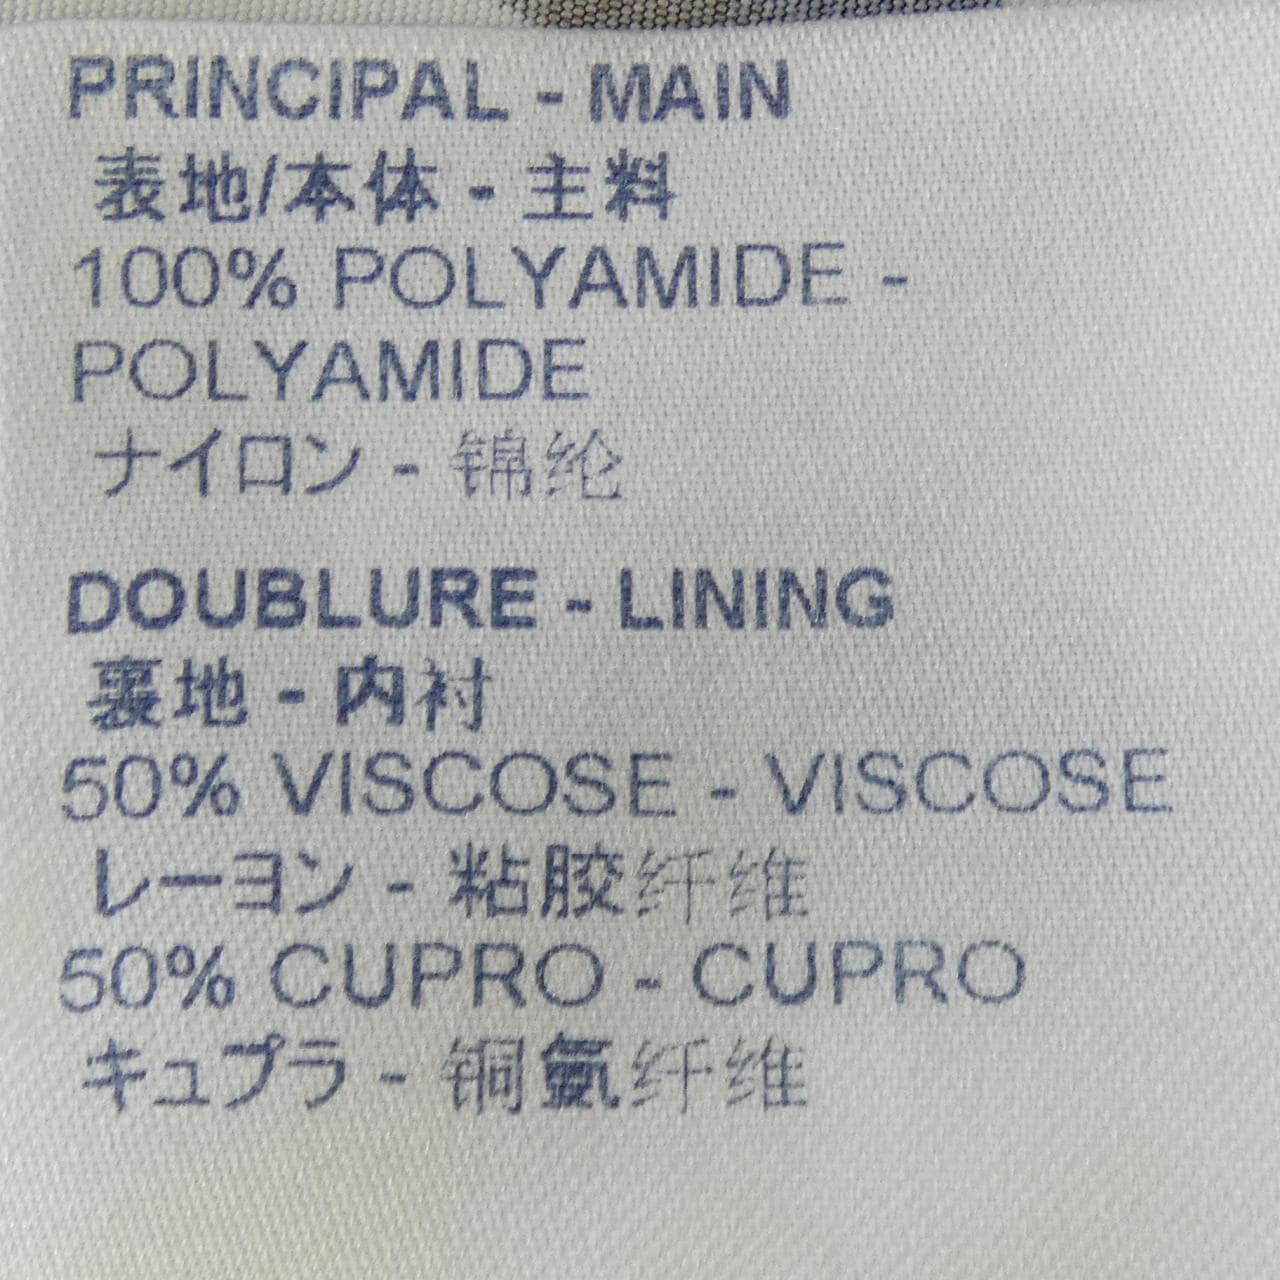 PRINCIPAL - MAIN
表地/本体 - 主料
100% POLYAMIDE -
POLYAMIDE
ナイロン - 锦纶
DOUBLURE - LINING
裏地 - 内衬
50% VISCOSE - VISCOSE
レーヨン - 粘胶纤维
50% CUPRO - CUPRO
キュプラ - 铜氨纤维